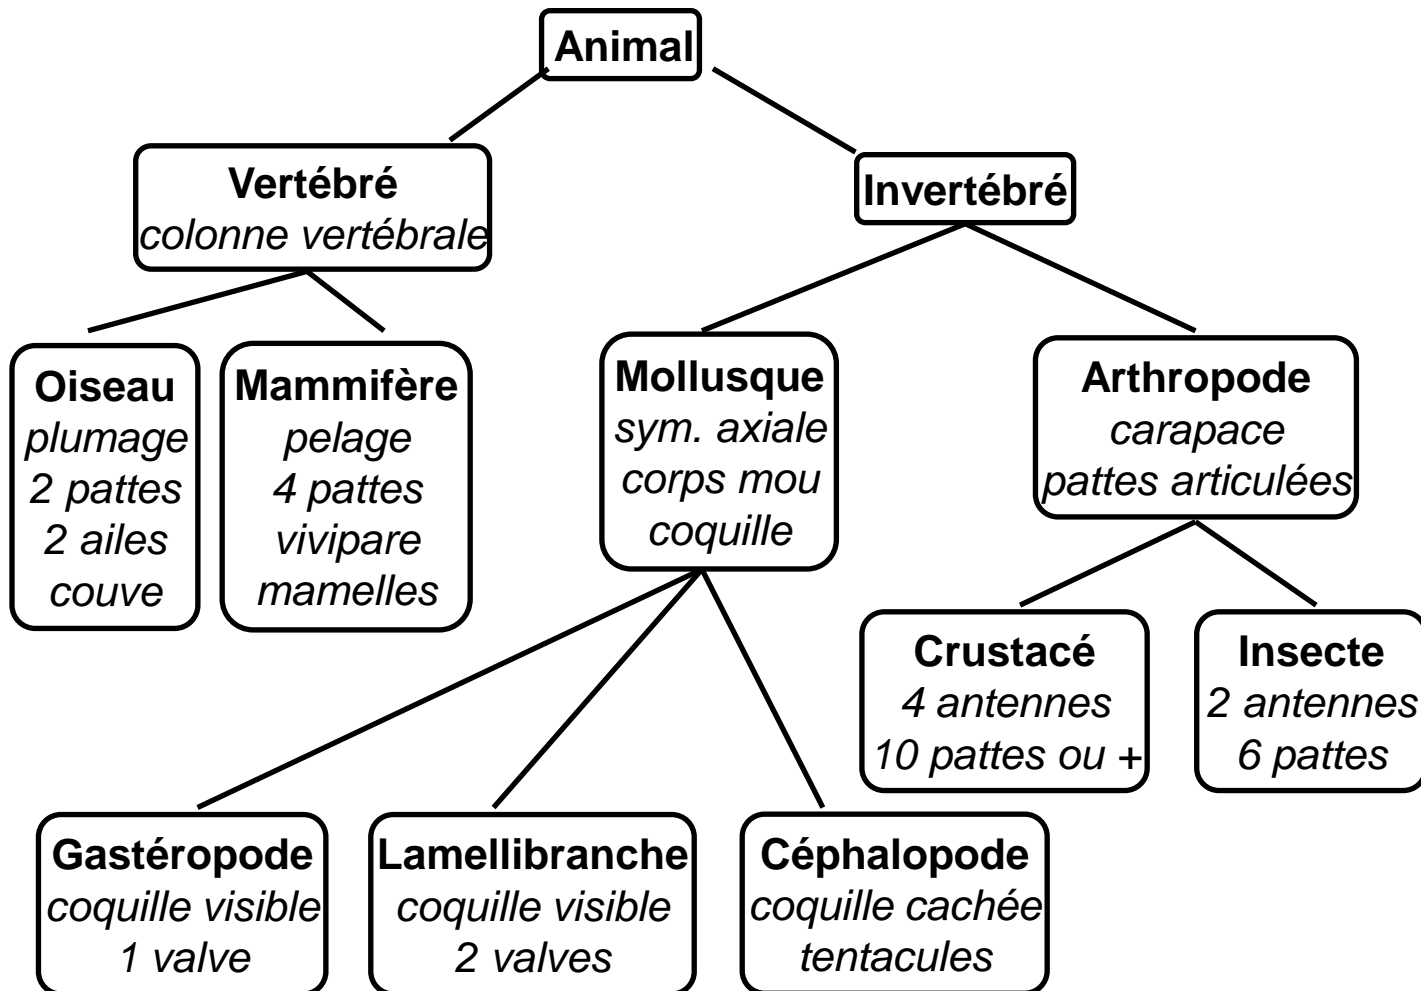 Animal
Vertébré
colonne vertébrale
Invertébré
Oiseau
plumage
2 pattes
2 ailes
couve
Mammifère
pelage
4 pattes
vivipare
mamelles
Mollusque
sym. axiale
corps mou
coquille
Arthropode
carapace
pattes articulées
Crustacé
4 antennes
10 pattes ou +
Insecte
2 antennes
6 pattes
Gastéropode
coquille visible
1 valve
Lamellibranche
coquille visible
2 valves
Céphalopode
coquille cachée
tentacules